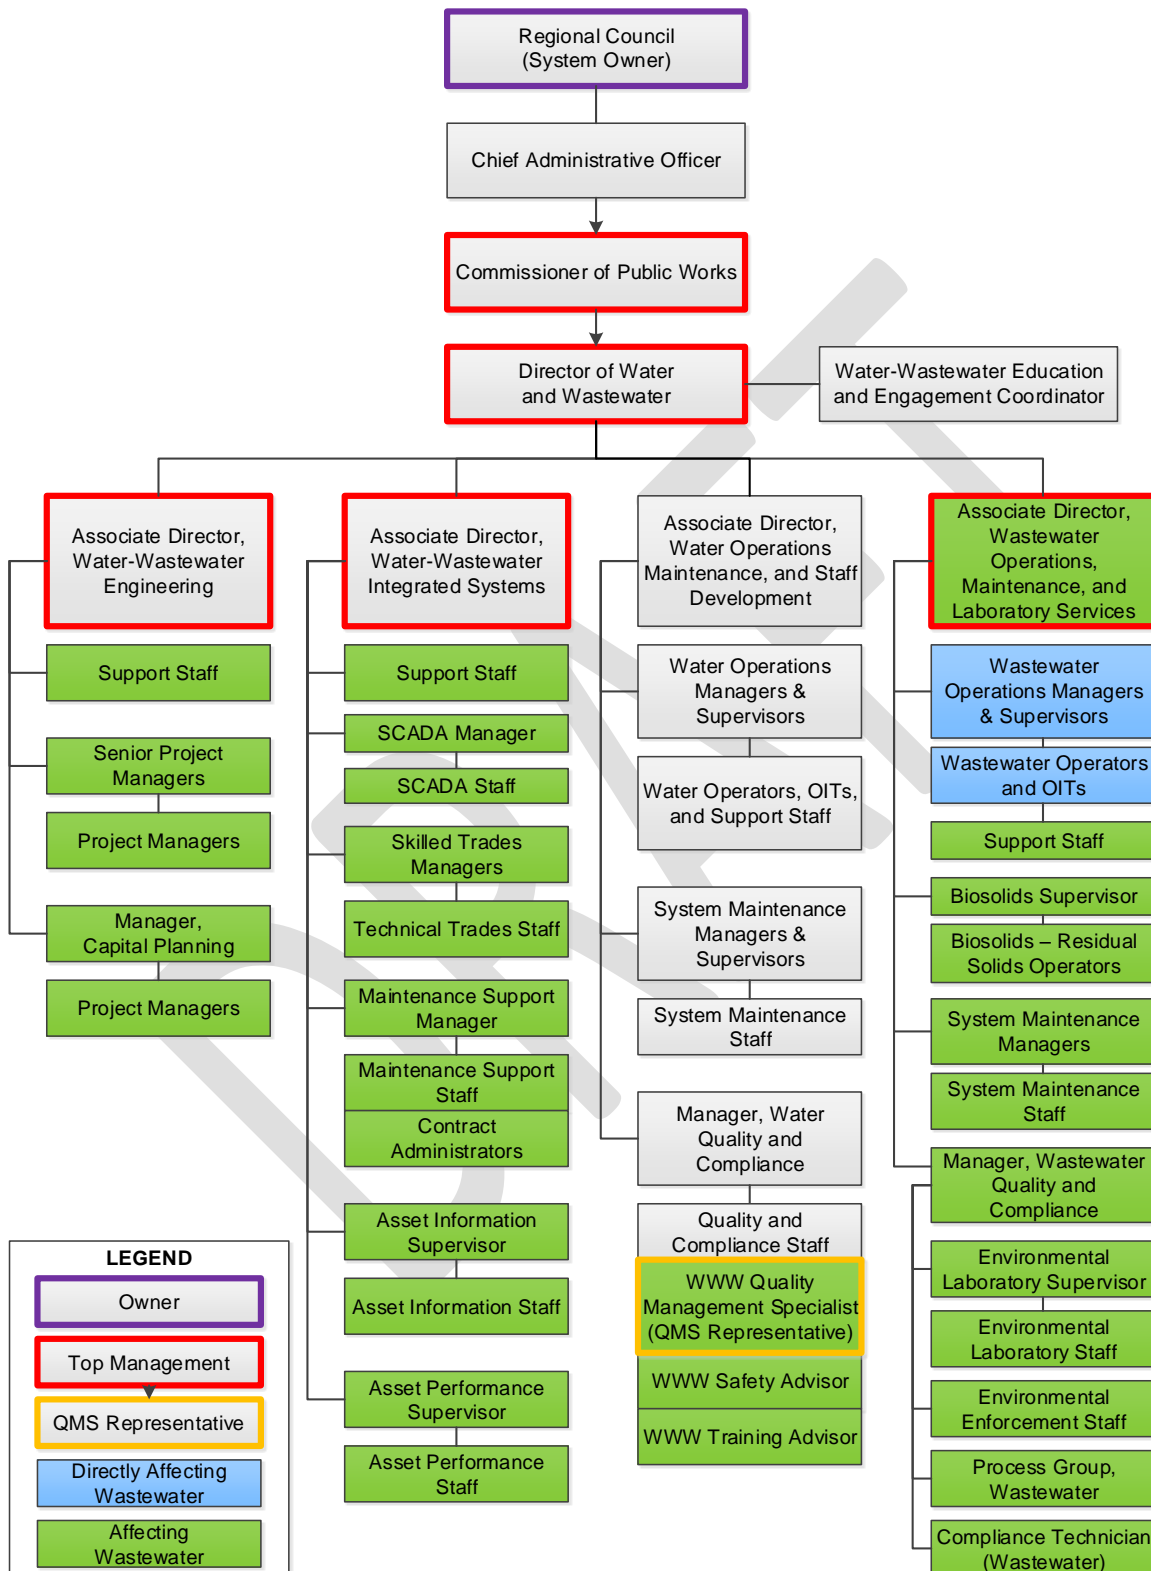 Regional Council
(System Owner)
Chief Administrative Officer
Commissioner of Public Works
Director of Water
and Wastewater
Water-Wastewater Education
and Engagement Coordinator
Associate Director,
Water-Wastewater
Engineering
Support Staff
Senior Project
Managers
Project Managers
Manager,
Capital Planning
Project Managers
Associate Director,
Water-Wastewater
Integrated Systems
Support Staff
SCADA Manager
SCADA Staff
Skilled Trades
Managers
Technical Trades Staff
Maintenance Support
Manager
Maintenance Support
Staff
Contract
Administrators
Asset Information
Supervisor
Asset Information Staff
Asset Performance
Supervisor
Asset Performance
Staff
Associate Director,
Water Operations
Maintenance, and Staff
Development
Water Operations
Managers &
Supervisors
Water Operators, OITs,
and Support Staff
System Maintenance
Managers &
Supervisors
System Maintenance
Staff
Manager, Water
Quality and
Compliance
Quality and
Compliance Staff
WWW Quality
Management Specialist
(QMS Representative)
WWW Safety Advisor
WWW Training Advisor
Associate Director,
Wastewater
Operations,
Maintenance, and
Laboratory Services
Wastewater
Operations Managers
& Supervisors
Wastewater Operators
and OITs
Support Staff
Biosolids Supervisor
Biosolids – Residual
Solids Operators
System Maintenance
Managers
System Maintenance
Staff
Manager, Wastewater
Quality and
Compliance
Environmental
Laboratory Supervisor
Environmental
Laboratory Staff
Environmental
Enforcement Staff
Process Group,
Wastewater
Compliance Technician
(Wastewater)
LEGEND
Owner
Top Management
QMS Representative
Directly Affecting
Wastewater
Affecting
Wastewater
DRAFT